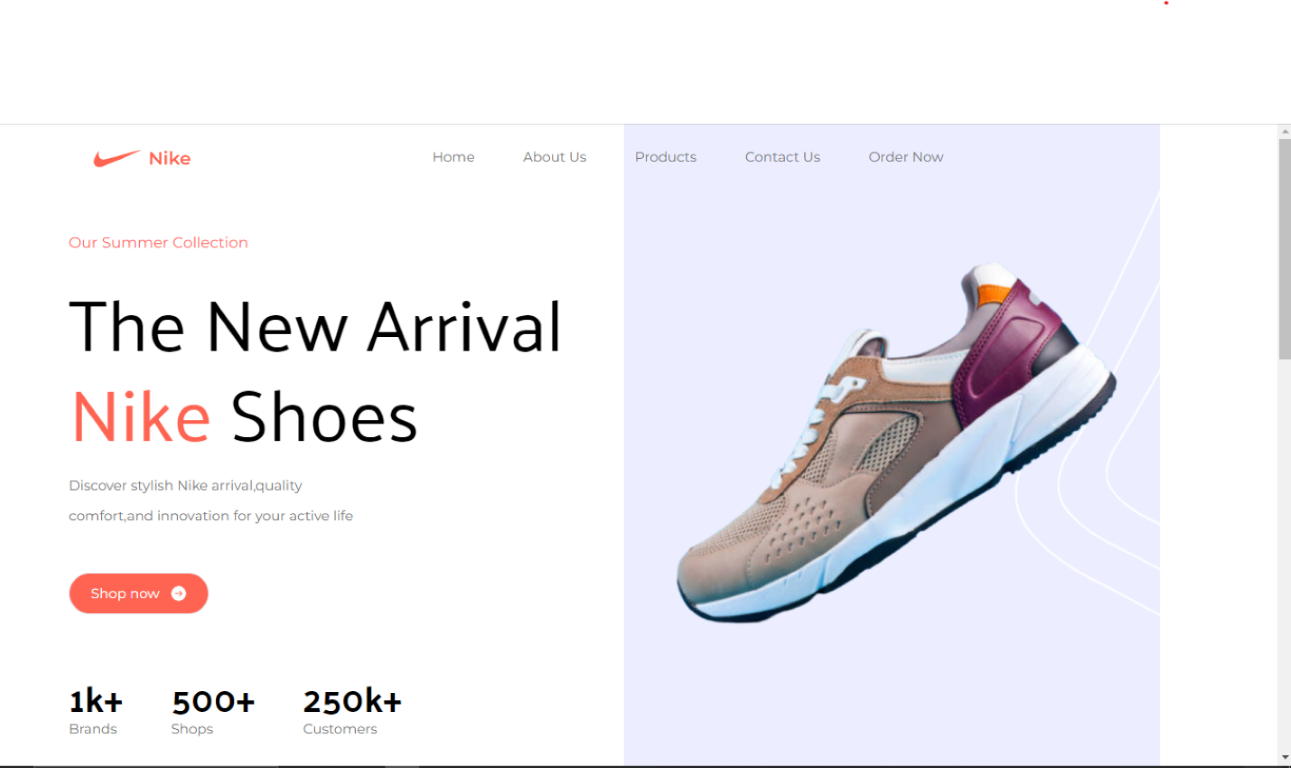 Nike
Home About Us Products Contact Us Order Now
Our Summer Collection
The New Arrival
Nike Shoes
Discover stylish Nike arrival,quality
comfort,and innovation for your active life
Shop now
1k+ 500+ 250k+
Brands Shops Customers